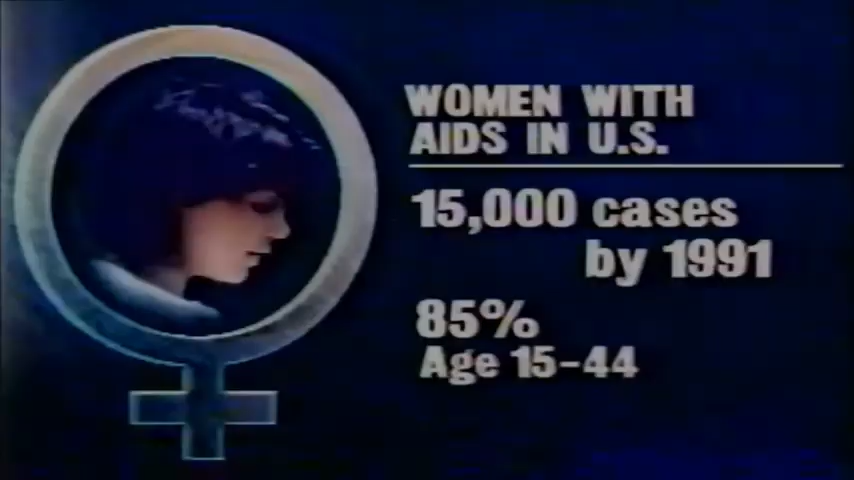 WOMEN WITH
AIDS IN U.S.
15,000 cases
by 1991
85%
Age 15-44